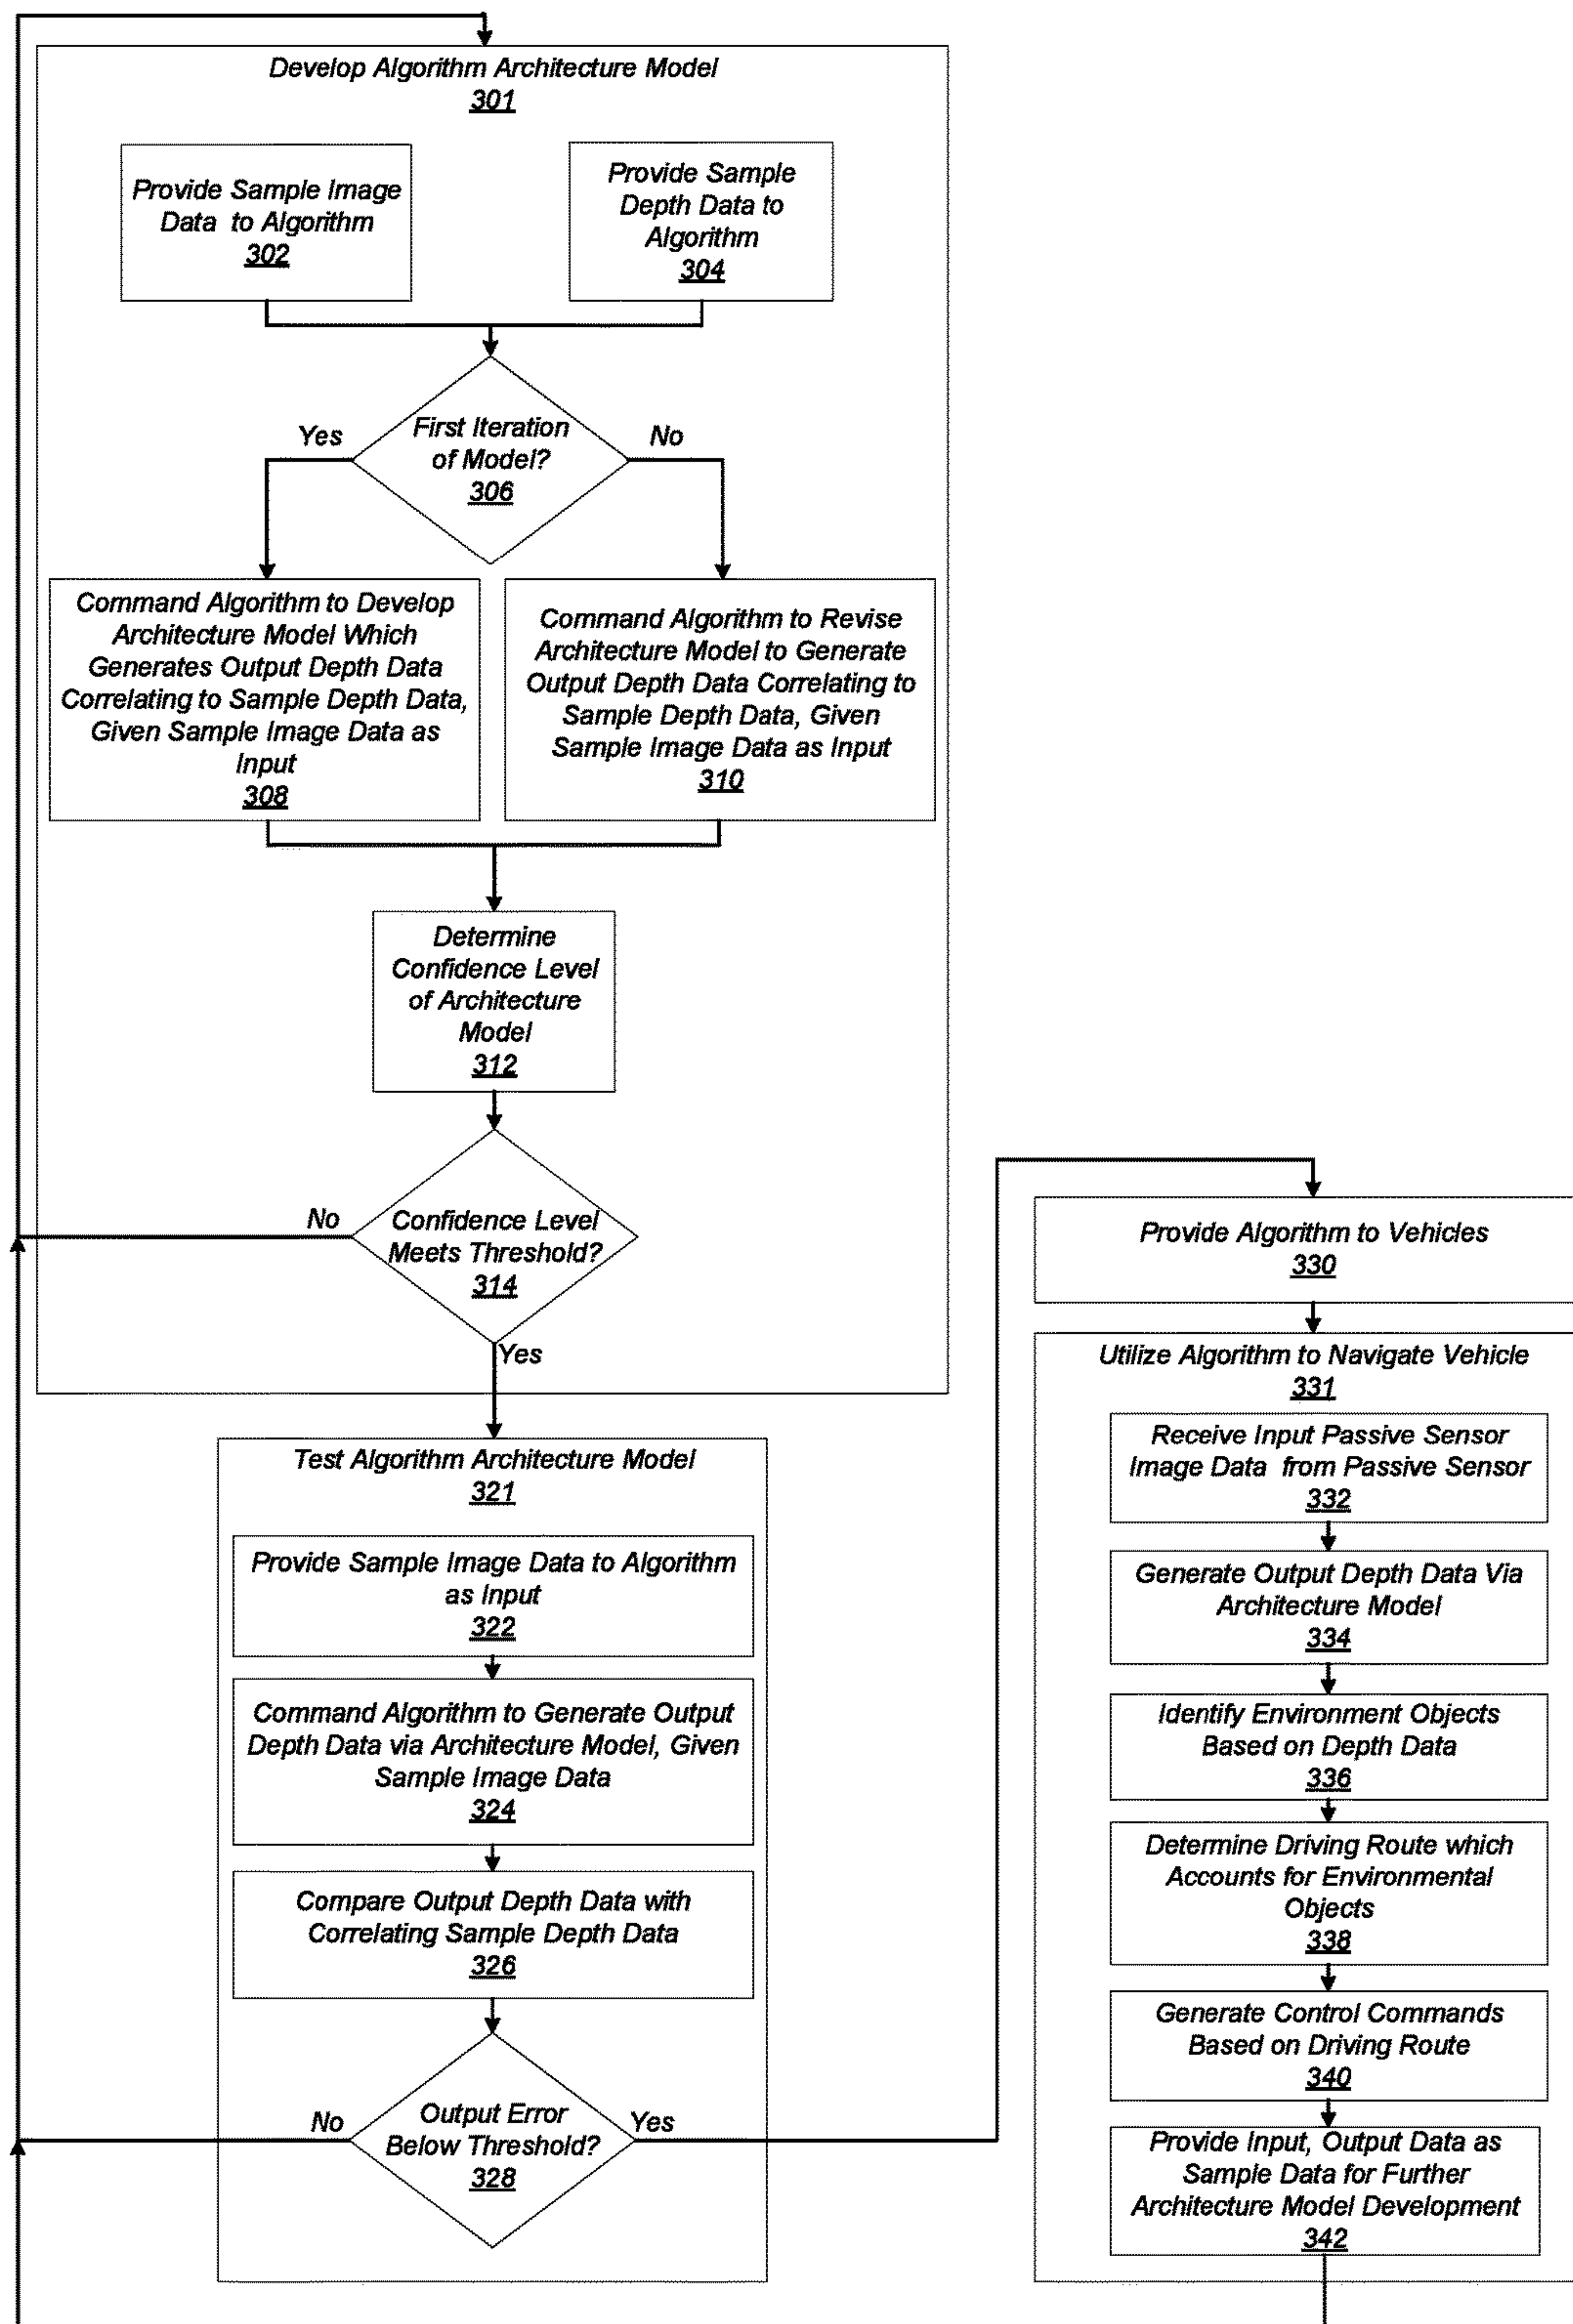 Develop Algorithm Architecture Model
301
Provide Sample Image
Data to Algorithm
302
Provide Sample
Depth Data to
Algorithm
304
First Iteration
of Model?
306
Yes
No
Command Algorithm to Develop
Architecture Model Which
Generates Output Depth Data
Correlating to Sample Depth Data,
Given Sample Image Data as
Input
308
Command Algorithm to Revise
Architecture Model to Generate
Output Depth Data Correlating to
Sample Depth Data, Given
Sample Image Data as Input
310
Determine
Confidence Level
of Architecture
Model
312
No
Confidence Level
Meets Threshold?
314
Yes
Test Algorithm Architecture Model
321
Provide Sample Image Data to Algorithm
as Input
322
Command Algorithm to Generate Output
Depth Data via Architecture Model, Given
Sample Image Data
324
Compare Output Depth Data with
Correlating Sample Depth Data
326
No
Output Error
Below Threshold?
328
Yes
Provide Algorithm to Vehicles
330
Utilize Algorithm to Navigate Vehicle
331
Receive Input Passive Sensor
Image Data from Passive Sensor
332
Generate Output Depth Data Via
Architecture Model
334
Identify Environment Objects
Based on Depth Data
336
Determine Driving Route which
Accounts for Environmental
Objects
338
Generate Control Commands
Based on Driving Route
340
Provide Input, Output Data as
Sample Data for Further
Architecture Model Development
342